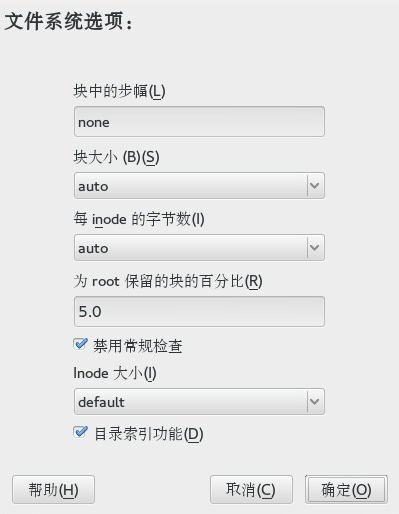 文件系统选项：
块中的步幅(L)
none
块大小 (B)(S)
auto
每 inode 的字节数(I)
auto
为 root 保留的块的百分比(R)
5.0
禁用常规检查
Inode 大小(I)
default
目录索引功能(D)
帮助(H) 取消(C) 确定(O)